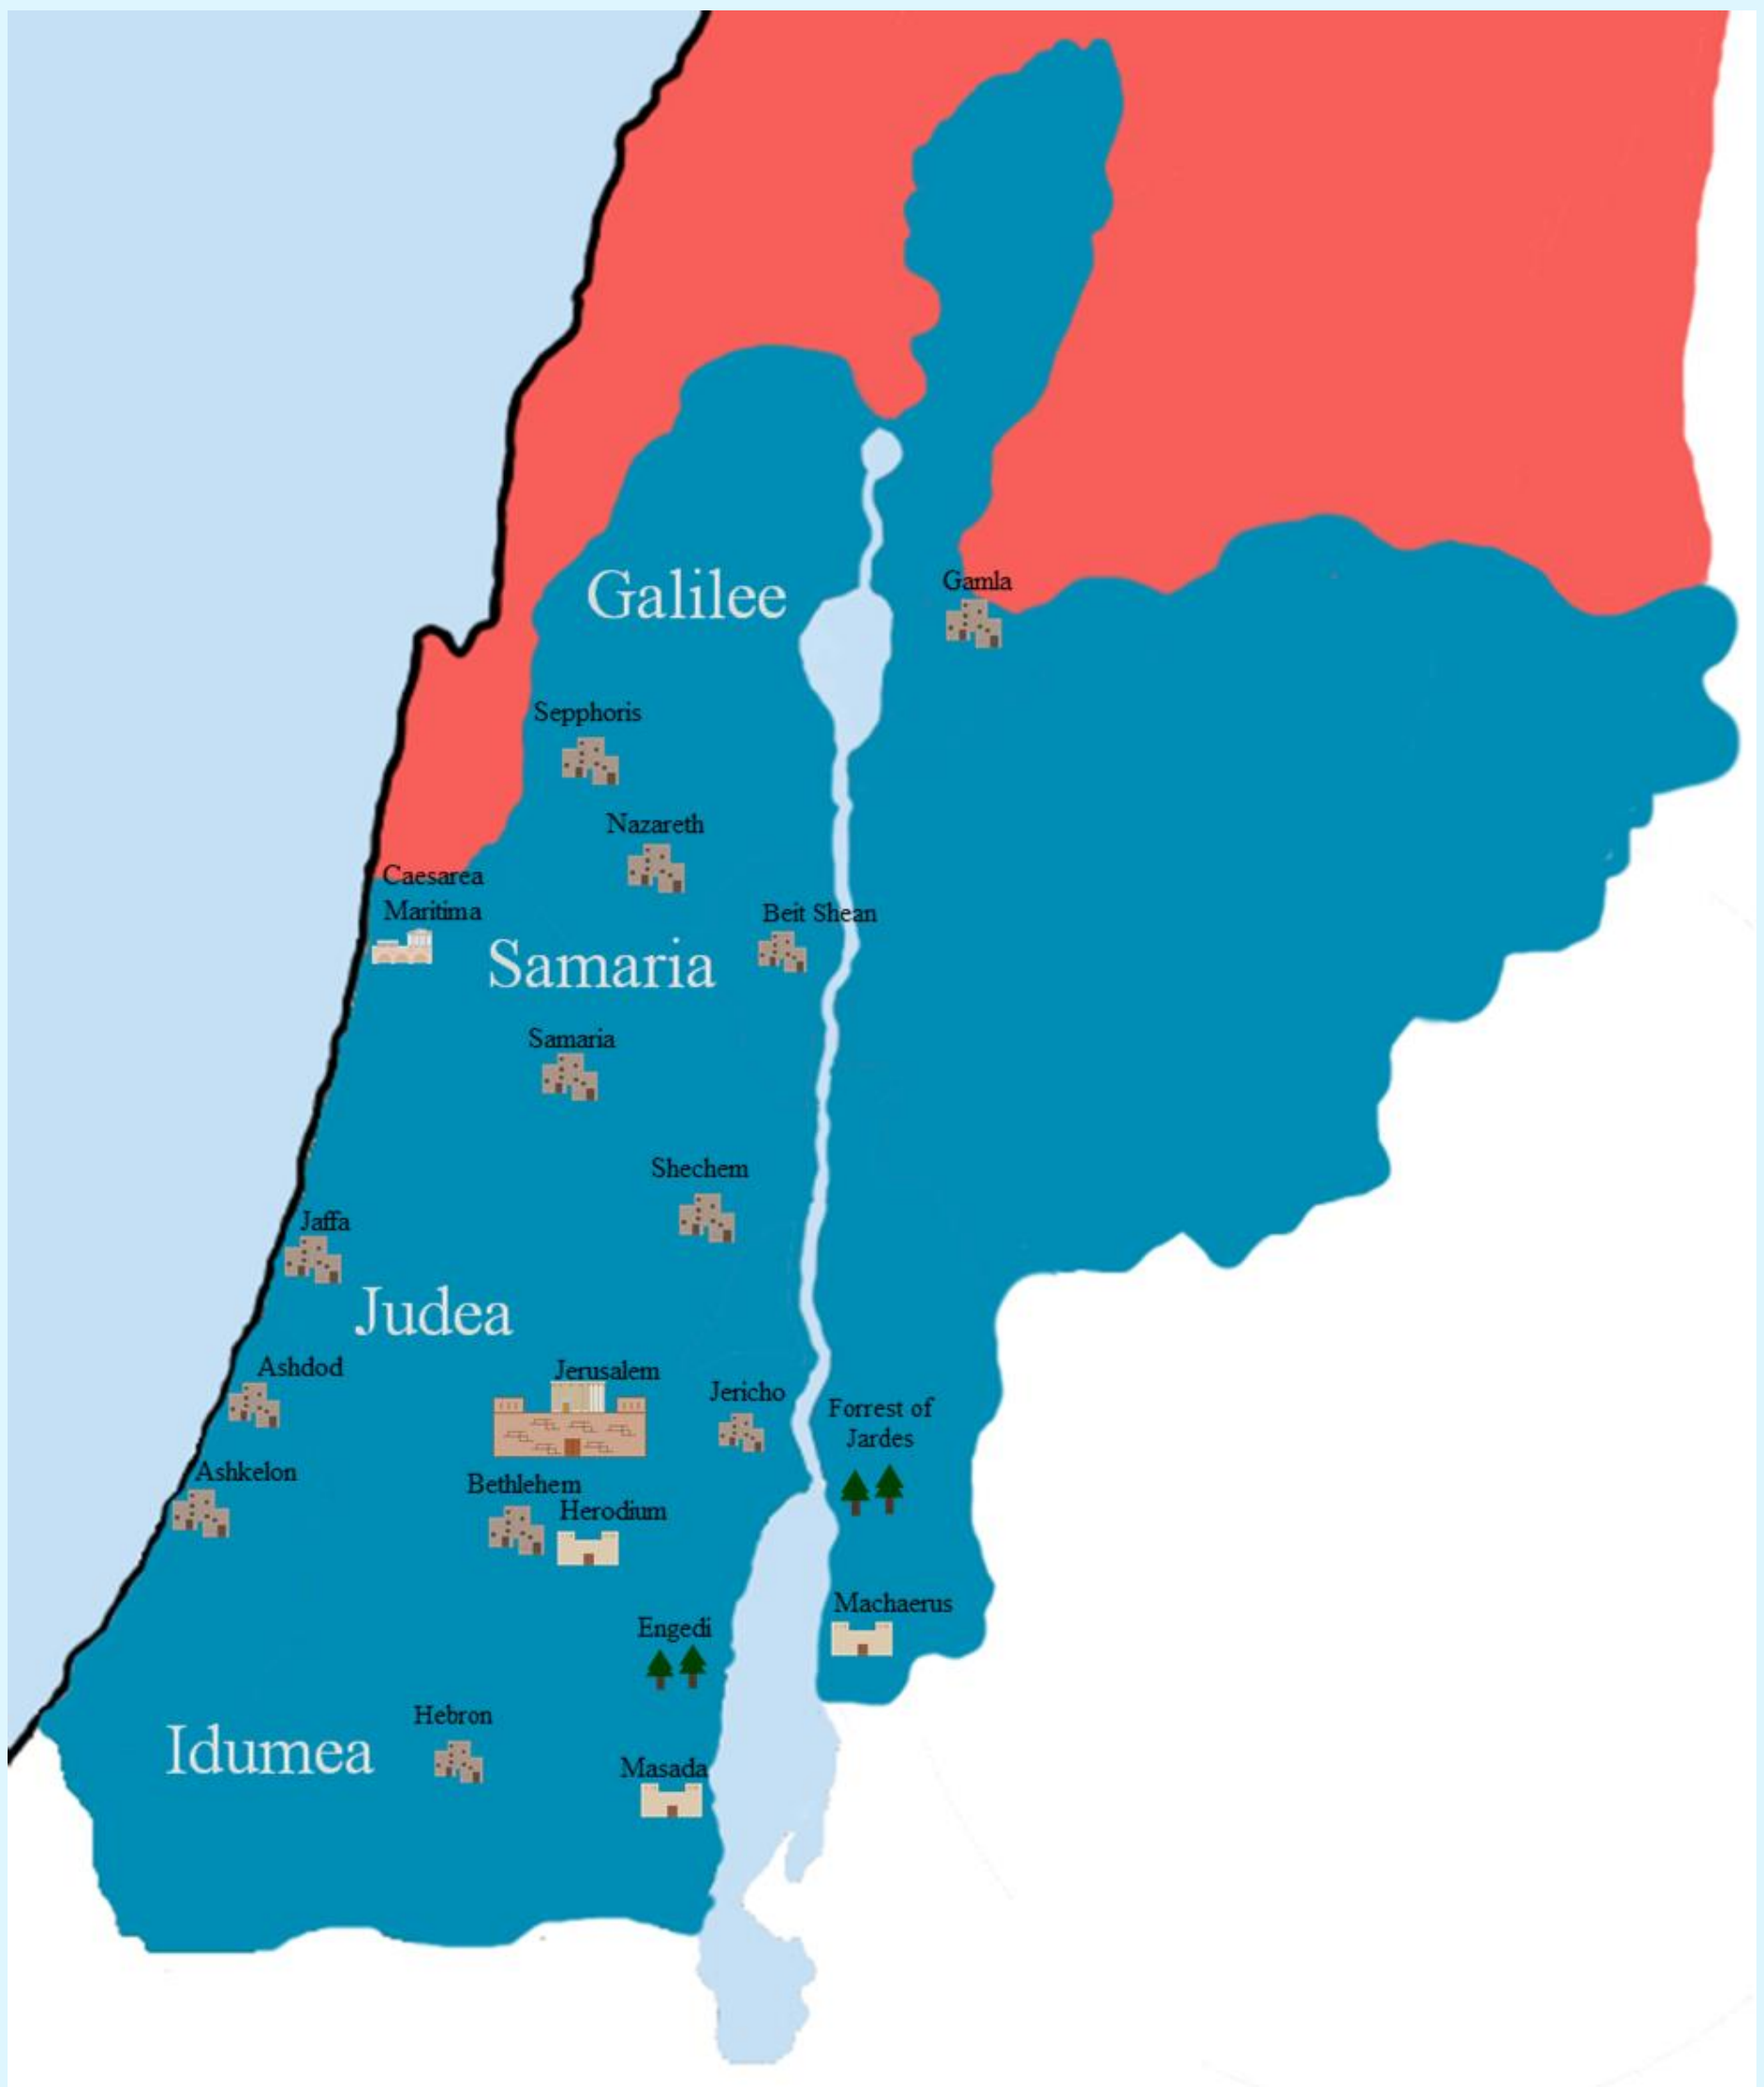 Galilee
Gamla
Sepphoris
Nazareth
Caesarea
Maritima
Beit Shean
Samaria
Samaria
Shechem
Jaffa
Judea
Ashdod
Jerusalem
Jericho
Forrest of
Jardes
Ashkelon
Bethlehem
Herodium
Machaerus
Engedi
Hebron
Idumea
Masada